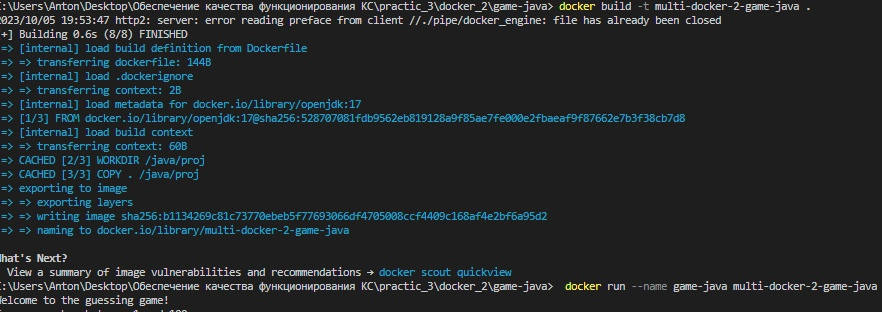 C:\Users\Anton\Desktop\Обеспечение качества функционирования КС\practic_3\docker_2\game-java> docker build -t multi-docker-2-game-java .
2023/10/05 19:53:47 http2: server: error reading preface from client //./pipe/docker_engine: file has already been closed
[+] Building 0.6s (8/8) FINISHED
=> [internal] load build definition from Dockerfile
=> => transferring dockerfile: 144B
=> [internal] load .dockerignore
=> => transferring context: 2B
=> [internal] load metadata for docker.io/library/openjdk:17
=> [1/3] FROM docker.io/library/openjdk:17@sha256:528707081fdb9562eb819128a9f85ae7fe000e2fbaeaf9f87662e7b3f38cb7d8
=> [internal] load build context
=> => transferring context: 60B
=> CACHED [2/3] WORKDIR /java/proj
=> CACHED [3/3] COPY . /java/proj
=> exporting to image
=> => exporting layers
=> => writing image sha256:b1134269c81c73770ebeb5f77693066df4705008ccf4409c168af4e2bf6a95d2
=> => naming to docker.io/library/multi-docker-2-game-java
What's Next?
View a summary of image vulnerabilities and recommendations → docker scout quickview
C:\Users\Anton\Desktop\Обеспечение качества функционирования КС\practic_3\docker_2\game-java> docker run --name game-java multi-docker-2-game-java
Welcome to the guessing game!